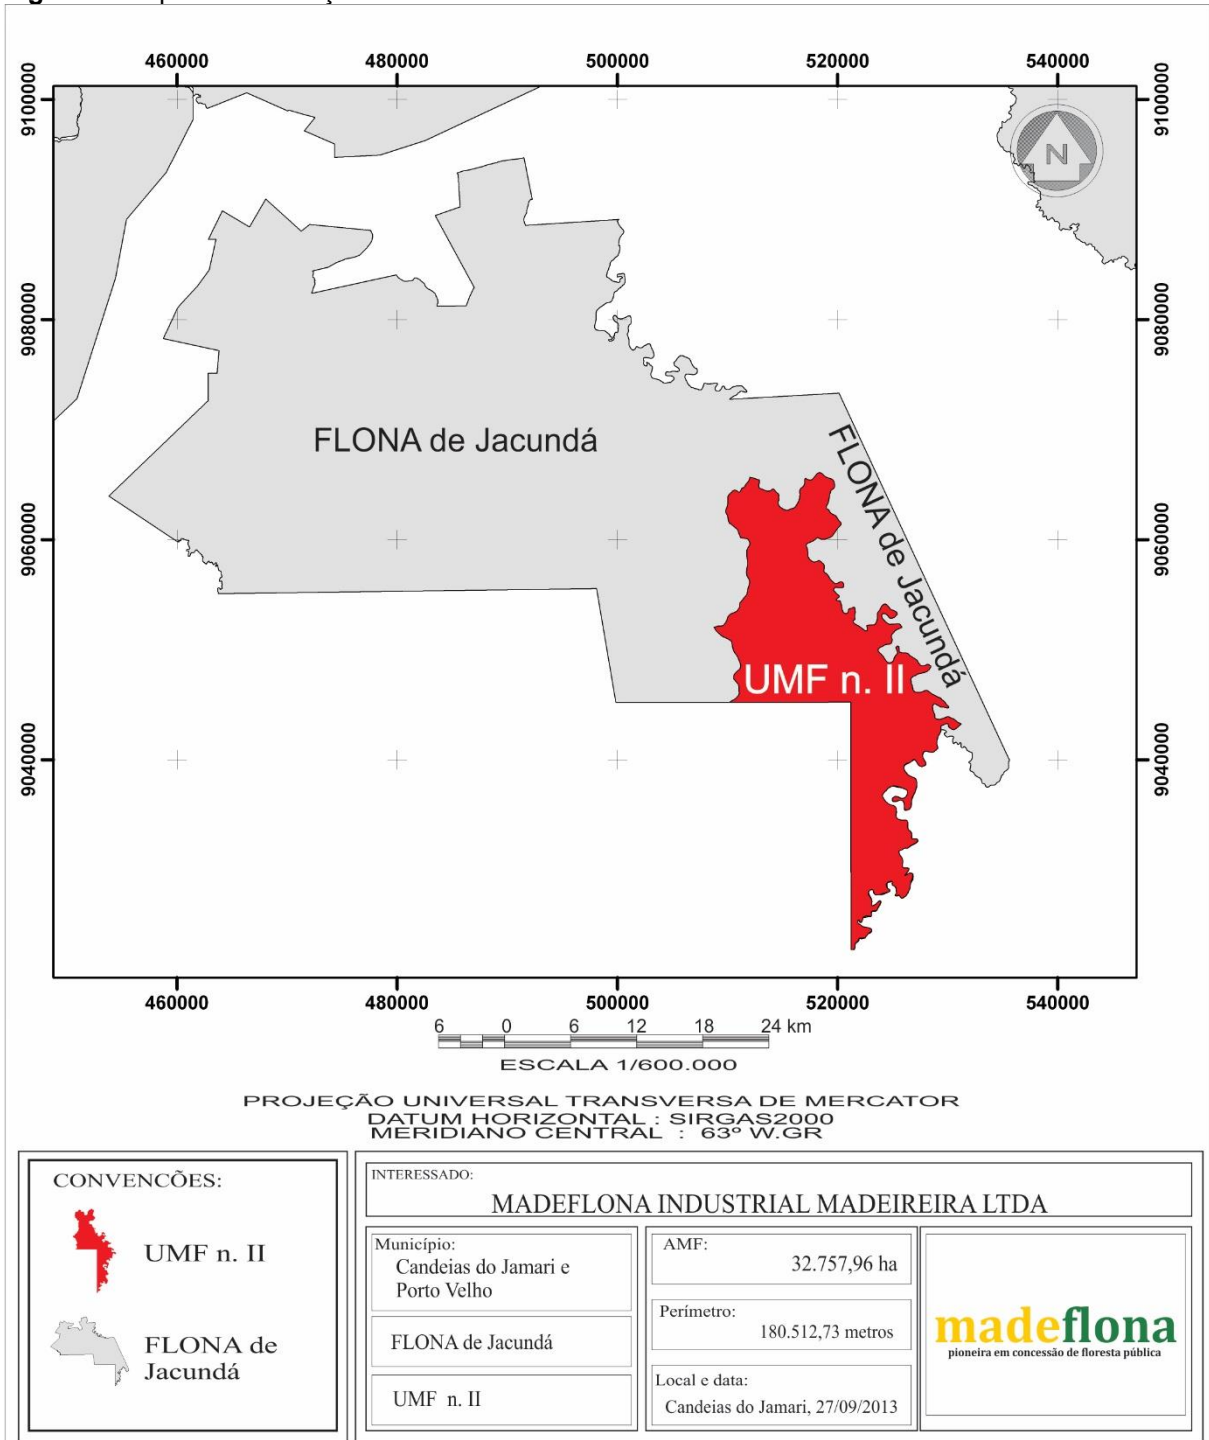 460000 480000 500000 520000 540000
9100000 9100000
N
9080000 9080000
FLONA de Jacundá
FLONA de Jacundá
9060000 9060000
UMF n. II
9040000 9040000
460000 480000 500000 520000 540000
6 0 6 12 18 24 km
ESCALA 1/600.000
PROJEÇÃO UNIVERSAL TRANSVERSA DE MERCATOR
DATUM HORIZONTAL : SIRGAS2000
MERIDIANO CENTRAL : 63º W.GR
CONVENCÕES:
UMF n. II
FLONA de
Jacundá
INTERESSADO:
MADEFLONA INDUSTRIAL MADEIREIRA LTDA
Município:
Candeias do Jamari e
Porto Velho
FLONA de Jacundá
UMF n. II
AMF:
32.757,96 ha
Perímetro:
180.512,73 metros
Local e data:
Candeias do Jamari, 27/09/2013
madeflona
pioneira em concessão de floresta pública